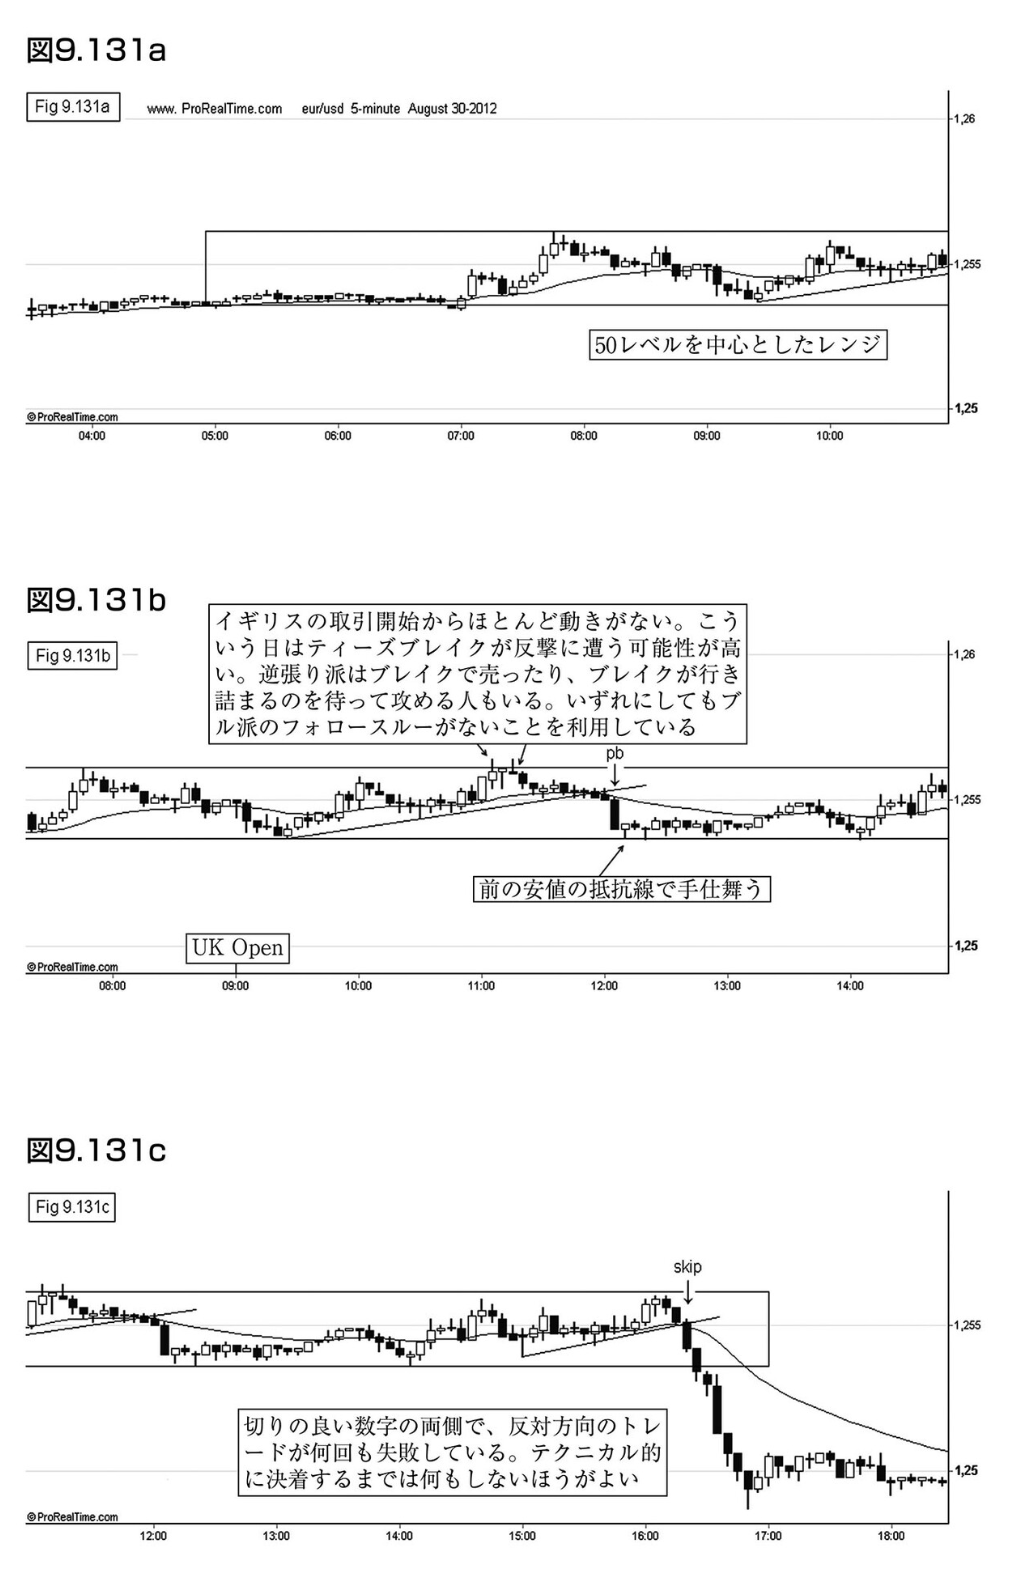 図9.131a
Fig 9.131a
www. ProRealTime.com eur/usd 5-minute August 30-2012
1,26
1,255
50レベルを中心としたレンジ
1,25
©ProRealTime.com
04:00 05:00 06:00 07:00 08:00 09:00 10:00
図9.131b
Fig 9.131b
イギリスの取引開始からほとんど動きがない。こう
いう日はティーズブレイクが反撃に遭う可能性が高
い。逆張り派はブレイクで売ったり、ブレイクが行き
詰まるのを待って攻める人もいる。いずれにしてもブ
ル派のフォロースルーがないことを利用している
1,26
pb
1,255
前の安値の抵抗線で手仕舞う
UK Open
1,25
©ProRealTime.com
08:00 09:00 10:00 11:00 12:00 13:00 14:00
図9.131c
Fig 9.131c
skip
1,255
切りの良い数字の両側で、反対方向のトレ
ードが何回も失敗している。テクニカル的
に決着するまでは何もしないほうがよい
1,25
©ProRealTime.com
12:00 13:00 14:00 15:00 16:00 17:00 18:00